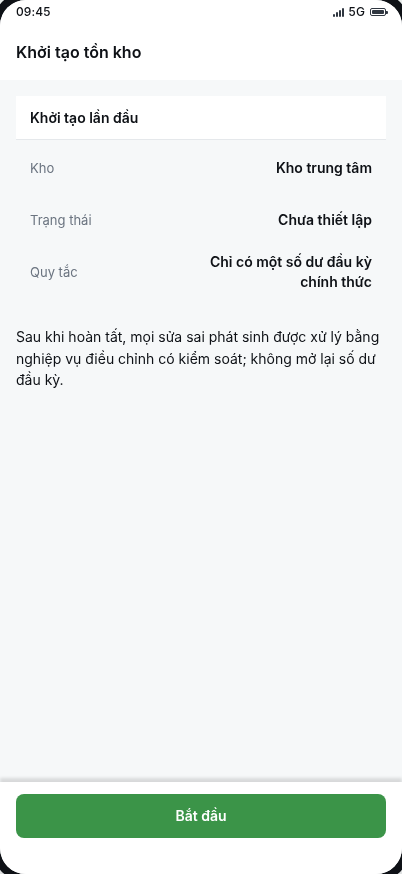 09:45
5G
Khởi tạo tồn kho
Khởi tạo lần đầu
Kho
Kho trung tâm
Trạng thái
Chưa thiết lập
Quy tắc
Chỉ có một số dư đầu kỳ
chính thức
Sau khi hoàn tất, mọi sửa sai phát sinh được xử lý bằng
nghiệp vụ điều chỉnh có kiểm soát; không mở lại số dư
đầu kỳ.
Bắt đầu